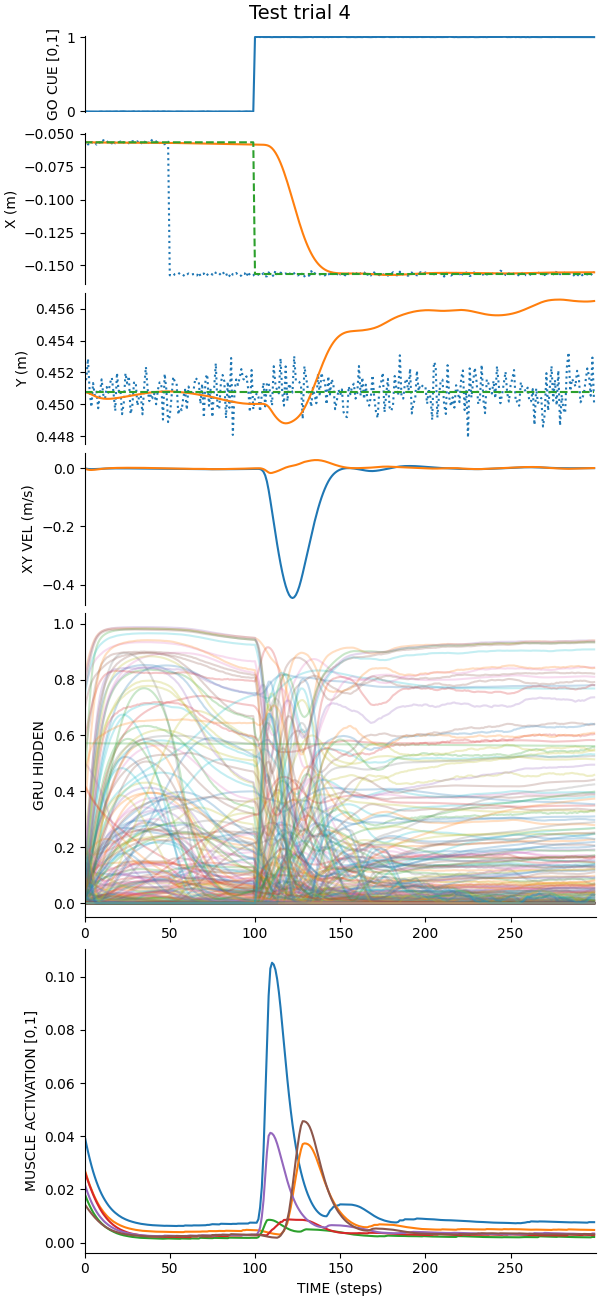 Test trial 4
GO CUE [0,1]
1
0
X (m)
−0.050
−0.075
−0.100
−0.125
−0.150
Y (m)
0.456
0.454
0.452
0.450
0.448
XY VEL (m/s)
0.0
−0.2
−0.4
GRU HIDDEN
1.0
0.8
0.6
0.4
0.2
0.0
0 50 100 150 200 250
MUSCLE ACTIVATION [0,1]
0.10
0.08
0.06
0.04
0.02
0.00
0 50 100 150 200 250
TIME (steps)